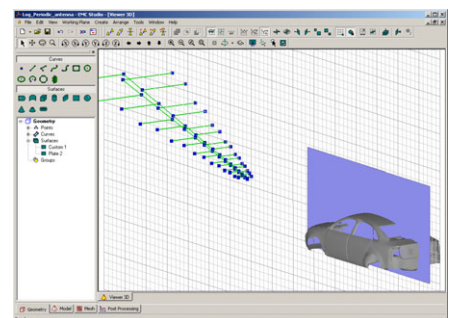 Log_Periodic_antenna - EMC Studio - [Viewer 3D]
File Edit View Working Plane Create Arrange Tools Window Help
Curves
Surfaces
Geometry
Points
Curves
Surfaces
Custom 1
Plate 2
Groups
Viewer 3D
Geometry Model Mesh Post Processing